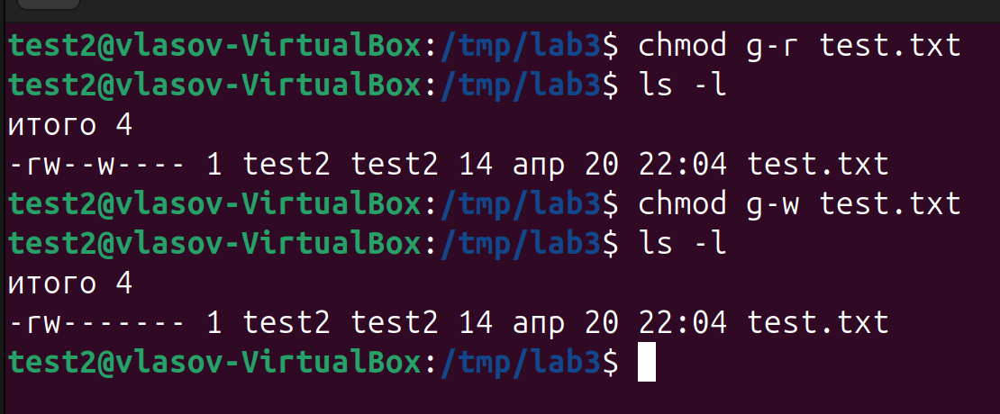 test2@vlasov-VirtualBox:/tmp/lab3$ chmod g-r test.txt
test2@vlasov-VirtualBox:/tmp/lab3$ ls -l
итого 4
-rw--w---- 1 test2 test2 14 апр 20 22:04 test.txt
test2@vlasov-VirtualBox:/tmp/lab3$ chmod g-w test.txt
test2@vlasov-VirtualBox:/tmp/lab3$ ls -l
итого 4
-rw------- 1 test2 test2 14 апр 20 22:04 test.txt
test2@vlasov-VirtualBox:/tmp/lab3$